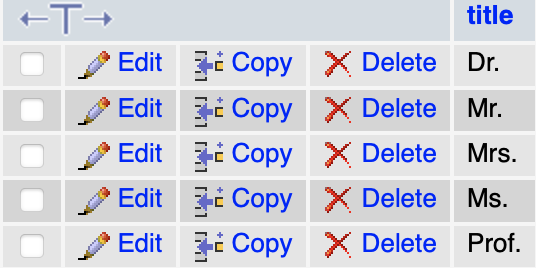 ←T→ title
Edit Copy Delete Dr.
Edit Copy Delete Mr.
Edit Copy Delete Mrs.
Edit Copy Delete Ms.
Edit Copy Delete Prof.